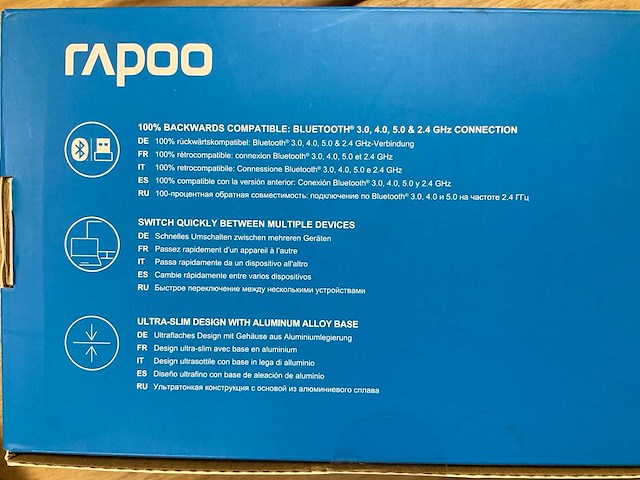 rapoo
100% BACKWARDS COMPATIBLE: BLUETOOTH® 3.0, 4.0, 5.0 & 2.4 GHz CONNECTION
DE 100% rückwärtskompatibel: Bluetooth® 3.0, 4.0, 5.0 & 2.4 GHz-Verbindung
FR 100% rétrocompatible: connexion Bluetooth® 3.0, 4.0, 5.0 et 2.4 GHz
IT 100% retrocompatibile: Connessione Bluetooth® 3.0, 4.0, 5.0 e 2.4 GHz
ES 100% compatible con la versión anterior: Conexión Bluetooth® 3.0, 4.0, 5.0 y 2.4 GHz
RU 100-процентная обратная совместимость: подключение по Bluetooth® 3.0, 4.0 и 5.0 на частоте 2.4 ГГц
SWITCH QUICKLY BETWEEN MULTIPLE DEVICES
DE Schnelles Umschalten zwischen mehreren Geräten
FR Passez rapidement d'un appareil à l'autre
IT Passa rapidamente da un dispositivo all'altro
ES Cambie rápidamente entre varios dispositivos
RU Быстрое переключение между несколькими устройствами
ULTRA-SLIM DESIGN WITH ALUMINUM ALLOY BASE
DE Ultraflaches Design mit Gehäuse aus Aluminiumlegierung
FR Design ultra-slim avec base en aluminium
IT Design ultrasottile con base in lega di alluminio
ES Diseño ultrafino con base de aleación de aluminio
RU Ультратонкая конструкция с основой из алюминиевого сплава